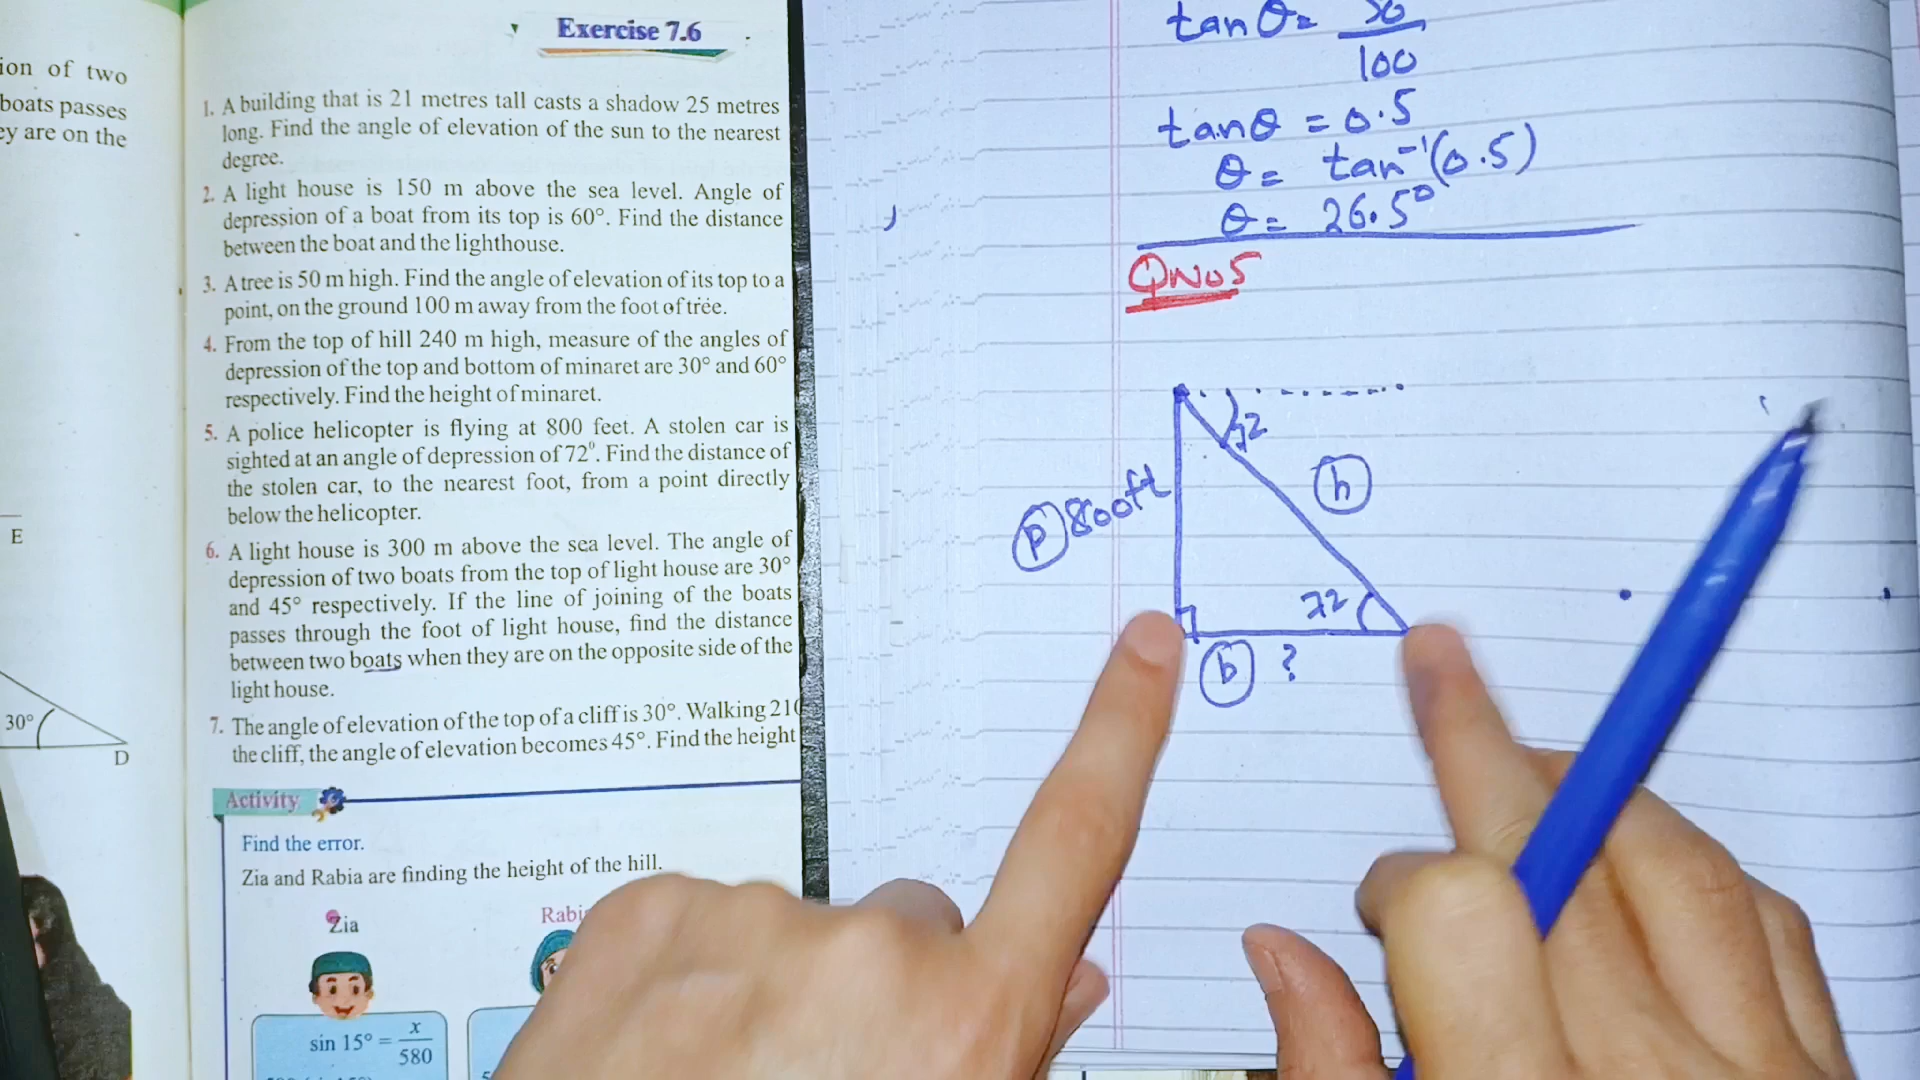 ion of two
boats passes
ey are on the
E
30°
D
Exercise 7.6
1. A building that is 21 metres tall casts a shadow 25 metres
long. Find the angle of elevation of the sun to the nearest
degree.
2. A light house is 150 m above the sea level. Angle of
depression of a boat from its top is 60°. Find the distance
between the boat and the lighthouse.
3. A tree is 50 m high. Find the angle of elevation of its top to a
point, on the ground 100 m away from the foot of tree.
4. From the top of hill 240 m high, measure of the angles of
depression of the top and bottom of minaret are 30° and 60°
respectively. Find the height of minaret.
5. A police helicopter is flying at 800 feet. A stolen car is
sighted at an angle of depression of 72⁰. Find the distance of
the stolen car, to the nearest foot, from a point directly
below the helicopter.
6. A light house is 300 m above the sea level. The angle of
depression of two boats from the top of light house are 30°
and 45° respectively. If the line of joining of the boats
passes through the foot of light house, find the distance
between two boats when they are on the opposite side of the
light house.
7. The angle of elevation of the top of a cliff is 30°. Walking 210
the cliff, the angle of elevation becomes 45°. Find the height
Activity
Find the error.
Zia and Rabia are finding the height of the hill.
Zia
Rabi
sin 15° = x/580
tanθ = 50/100
tanθ = 0.5
θ = tan⁻¹(0.5)
θ = 26.5°
QNo5
72
h
P 800ft
72
b ?